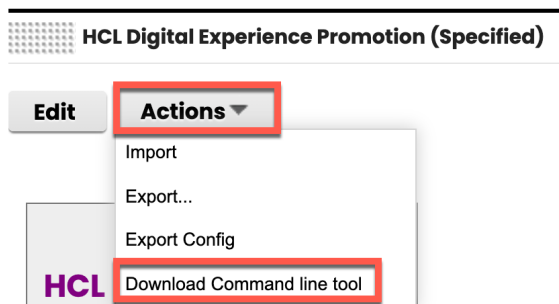 HCL Digital Experience Promotion (Specified)
Edit Actions
Import
Export...
Export Config
HCL Download Command line tool